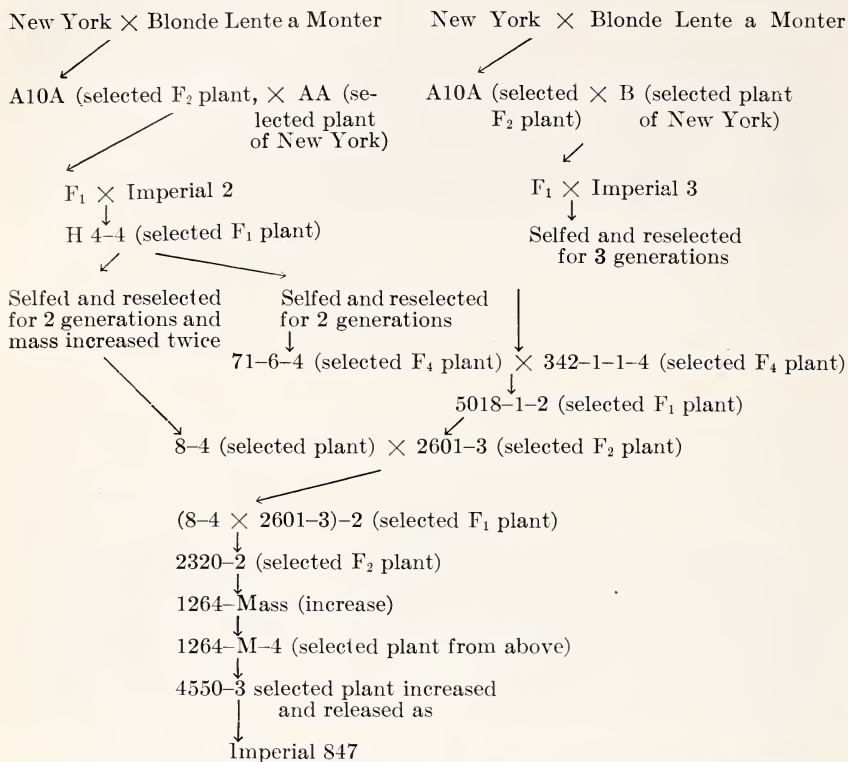 New York × Blonde Lente a Monter
New York × Blonde Lente a Monter
A10A (selected F₂ plant, × AA (se-
lected plant
of New York)
A10A (selected × B (selected plant
F₂ plant) of New York)
F₁ × Imperial 2
H 4–4 (selected F₁ plant)
F₁ × Imperial 3
Selfed and reselected
for 3 generations
Selfed and reselected
for 2 generations and
mass increased twice
Selfed and reselected
for 2 generations
71–6–4 (selected F₄ plant) × 342–1–1–4 (selected F₄ plant)
5018–1–2 (selected F₁ plant)
8–4 (selected plant) × 2601–3 (selected F₂ plant)
(8–4 × 2601–3)–2 (selected F₁ plant)
2320–2 (selected F₂ plant)
1264–Mass (increase)
1264–M–4 (selected plant from above)
4550–3 selected plant increased
and released as
Imperial 847